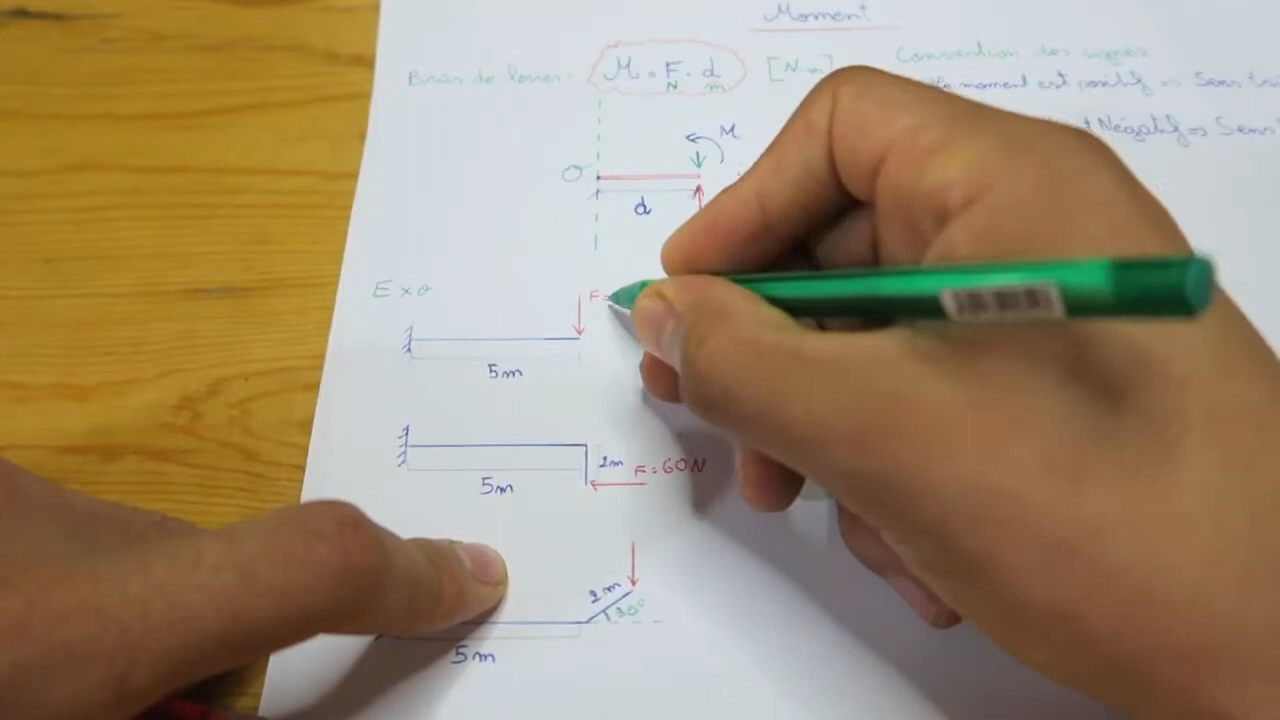 Moment
Bras de levier: M = F . d [N.m]
N m
Convention des signes
Le moment est positif => Sens
Négatif => Sens
M
O
d
Exo
F=
5m
2m
F = 60N
5m
2m
30°
5m